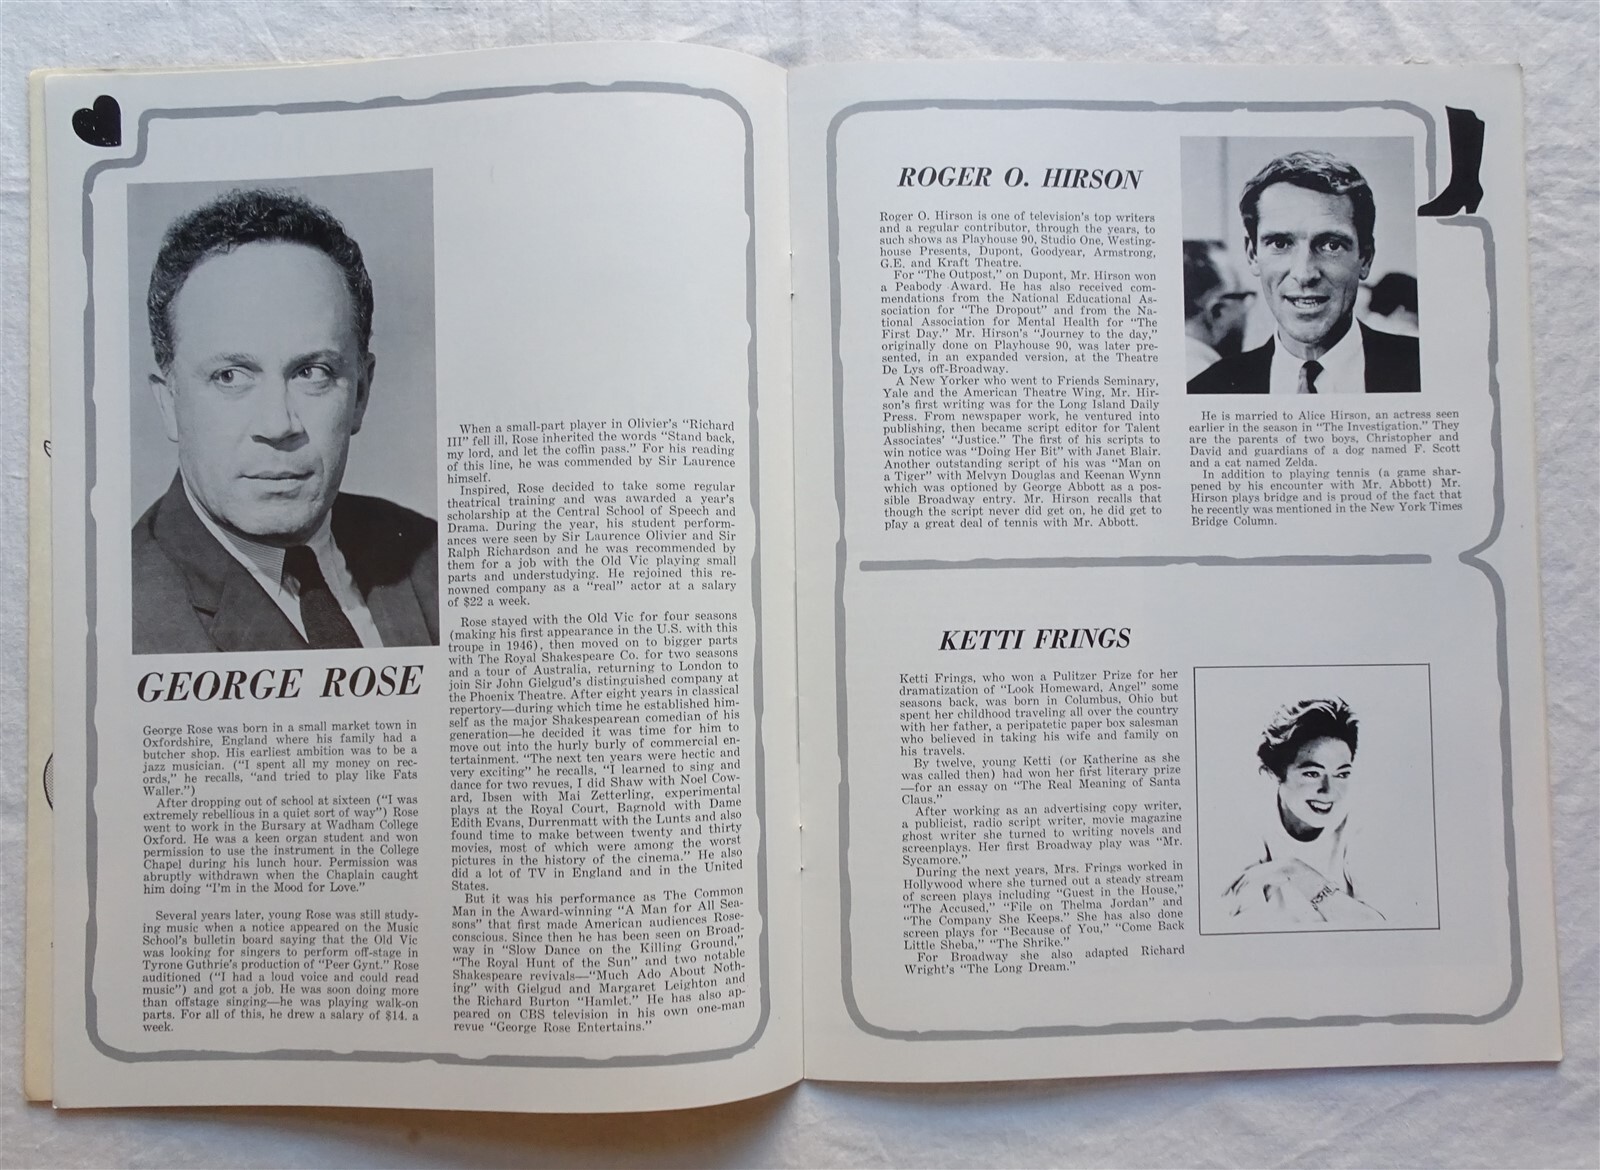 GEORGE ROSE
George Rose was born in a small market town in
Oxfordshire, England where his family had a
butcher shop. His earliest ambition was to be a
jazz musician. ("I spent all my money on rec-
ords," he recalls, "and tried to play like Fats
Waller.")
After dropping out of school at sixteen ("I was
extremely rebellious in a quiet sort of way") Rose
went to work in the Bursary at Wadham College
Oxford. He was a keen organ student and won
permission to use the instrument in the College
Chapel during his lunch hour. Permission was
abruptly withdrawn when the Chaplain caught
him doing "I'm in the Mood for Love."
Several years later, young Rose was still study-
ing music when a notice appeared on the Music
School's bulletin board saying that the Old Vic
was looking for singers to perform off-stage in
Tyrone Guthrie's production of "Peer Gynt." Rose
auditioned ("I had a loud voice and could read
music") and got a job. He was soon doing more
than offstage singing—he was playing walk-on
parts. For all of this, he drew a salary of $14. a
week.
When a small-part player in Olivier's "Richard
III" fell ill, Rose inherited the words "Stand back,
my lord, and let the coffin pass." For his reading
of this line, he was commended by Sir Laurence
himself.
Inspired, Rose decided to take some regular
theatrical training and was awarded a year's
scholarship at the Central School of Speech and
Drama. During the year, his student perform-
ances were seen by Sir Laurence Olivier and Sir
Ralph Richardson and he was recommended by
them for a job with the Old Vic playing small
parts and understudying. He rejoined this re-
nowned company as a "real" actor at a salary
of $22 a week.
Rose stayed with the Old Vic for four seasons
(making his first appearance in the U.S. with this
troupe in 1946), then moved on to bigger parts
with The Royal Shakespeare Co. for two seasons
and a tour of Australia, returning to London to
join Sir John Gielgud's distinguished company at
the Phoenix Theatre. After eight years in classical
repertory—during which time he established him-
self as the major Shakespearean comedian of his
generation—he decided it was time for him to
move out into the hurly burly of commercial en-
tertainment. "The next ten years were hectic and
very exciting" he recalls, "I learned to sing and
dance for two revues, I did Shaw with Noel Cow-
ard, Ibsen with Mai Zetterling, experimental
plays at the Royal Court, Bagnold with Dame
Edith Evans, Durrenmatt with the Lunts and also
found time to make between twenty and thirty
movies, most of which were among the worst
pictures in the history of the cinema." He also
did a lot of TV in England and in the United
States.
But it was his performance as The Common
Man in the Award-winning "A Man for All Sea-
sons" that first made American audiences Rose-
conscious. Since then he has been seen on Broad-
way in "Slow Dance on the Killing Ground,"
"The Royal Hunt of the Sun" and two notable
Shakespeare revivals—"Much Ado About Noth-
ing" with Gielgud and Margaret Leighton and
the Richard Burton "Hamlet." He has also ap-
peared on CBS television in his own one-man
revue "George Rose Entertains."
ROGER O. HIRSON
Roger O. Hirson is one of television's top writers
and a regular contributor, through the years, to
such shows as Playhouse 90, Studio One, Westing-
house Presents, Dupont, Goodyear, Armstrong,
G.E. and Kraft Theatre.
For "The Outpost," on Dupont, Mr. Hirson won
a Peabody Award. He has also received com-
mendations from the National Educational As-
sociation for "The Dropout" and from the Na-
tional Association for Mental Health for "The
First Day." Mr. Hirson's "Journey to the day,"
originally done on Playhouse 90, was later pre-
sented, in an expanded version, at the Theatre
De Lys off-Broadway.
A New Yorker who went to Friends Seminary,
Yale and the American Theatre Wing, Mr. Hir-
son's first writing was for the Long Island Daily
Press. From newspaper work, he ventured into
publishing, then became script editor for Talent
Associates' "Justice." The first of his scripts to
win notice was "Doing Her Bit" with Janet Blair.
Another outstanding script of his was "Man on
a Tiger" with Melvyn Douglas and Keenan Wynn
which was optioned by George Abbott as a pos-
sible Broadway entry. Mr. Hirson recalls that
though the script never did get on, he did get to
play a great deal of tennis with Mr. Abbott.
He is married to Alice Hirson, an actress seen
earlier in the season in "The Investigation." They
are the parents of two boys, Christopher and
David and guardians of a dog named F. Scott
and a cat named Zelda.
In addition to playing tennis (a game shar-
pened by his encounter with Mr. Abbott) Mr.
Hirson plays bridge and is proud of the fact that
he recently was mentioned in the New York Times
Bridge Column.
KETTI FRINGS
Ketti Frings, who won a Pulitzer Prize for her
dramatization of "Look Homeward, Angel" some
seasons back, was born in Columbus, Ohio but
spent her childhood traveling all over the country
with her father, a peripatetic paper box salesman
who believed in taking his wife and family on
his travels.
By twelve, young Ketti (or Katherine as she
was called then) had won her first literary prize
—for an essay on "The Real Meaning of Santa
Claus."
After working as an advertising copy writer,
a publicist, radio script writer, movie magazine
ghost writer she turned to writing novels and
screenplays. Her first Broadway play was "Mr.
Sycamore."
During the next years, Mrs. Frings worked in
Hollywood where she turned out a steady stream
of screen plays including "Guest in the House,"
"The Accused," "File on Thelma Jordan" and
"The Company She Keeps." She has also done
screen plays for "Because of You," "Come Back
Little Sheba," "The Shrike."
For Broadway she also adapted Richard
Wright's "The Long Dream."